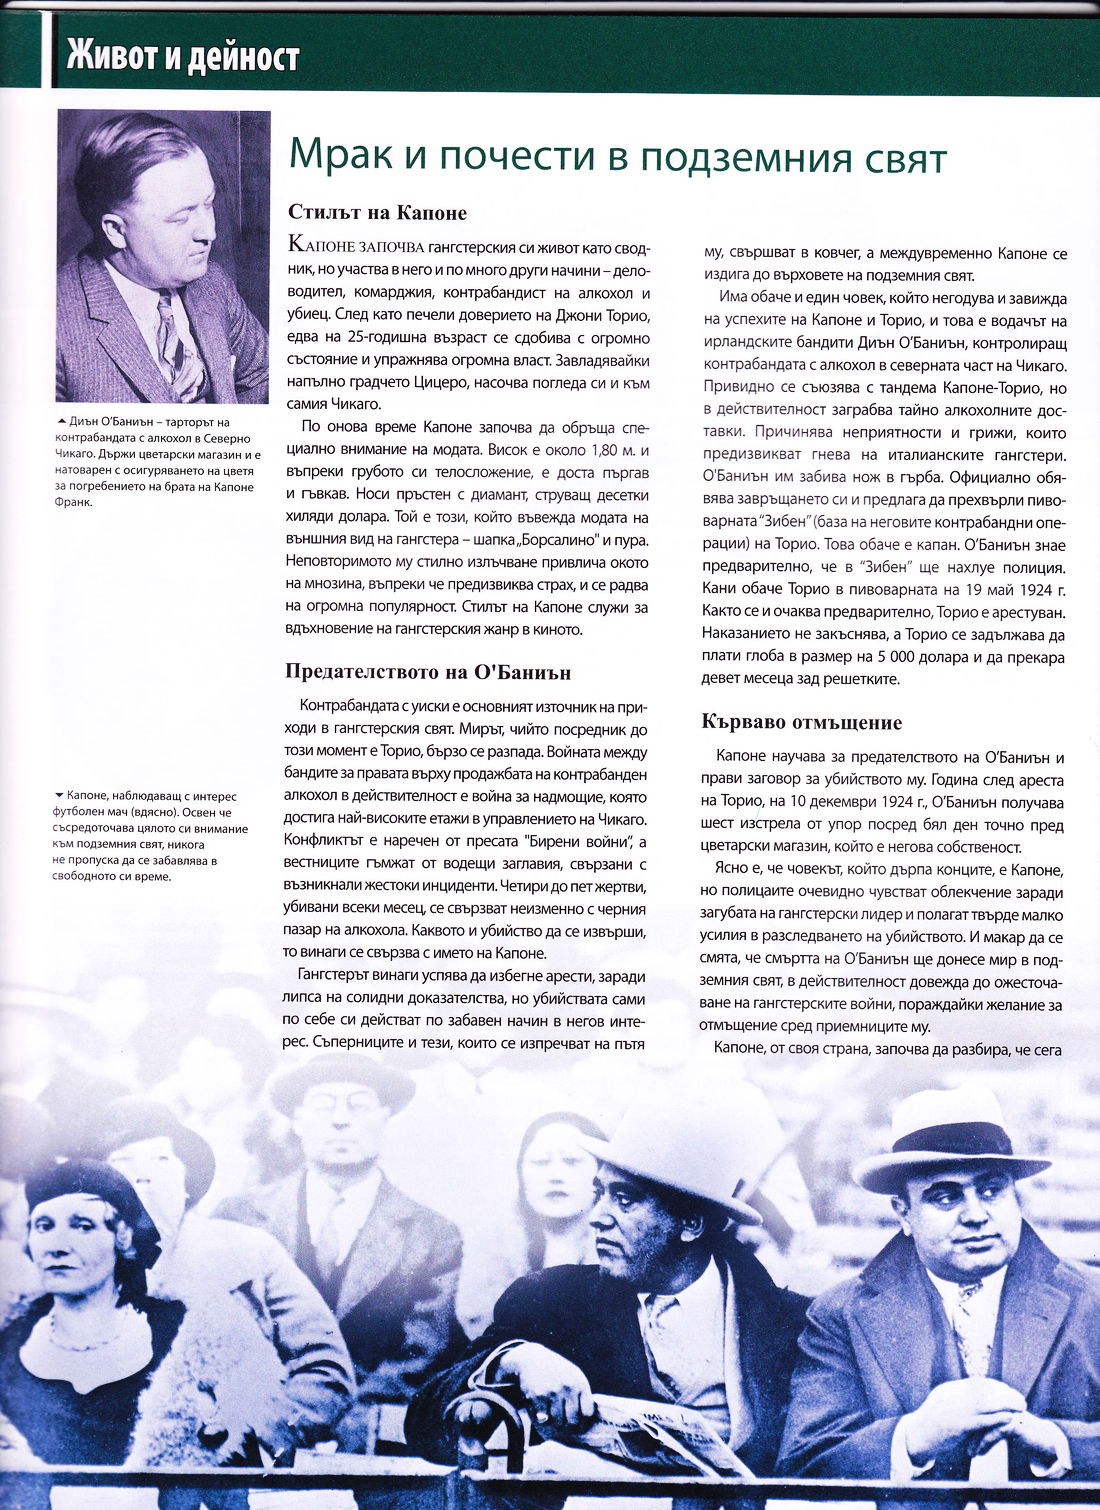 Живот и дейност
Мрак и почести в подземния свят
▲ Диън О’Баниън – тарторът на
контрабандата с алкохол в Северно
Чикаго. Държи цветарски магазин и е
натоварен с осигуряването на цветя
за погребението на брата на Капоне
Франк.
▼ Капоне, наблюдаващ с интерес
футболен мач (вдясно). Освен че
съсредоточава цялото си внимание
към подземния свят, никога
не пропуска да се забавлява в
свободното си време.
Стилът на Капоне
КАПОНЕ ЗАПОЧВА гангстерския си живот като свод-
ник, но участва в него и по много други начини – дело-
водител, комарджия, контрабандист на алкохол и
убиец. След като печели доверието на Джони Торио,
едва на 25-годишна възраст се сдобива с огромно
състояние и упражнява огромна власт. Завладявайки
напълно градчето Цицеро, насочва погледа си и към
самия Чикаго.
По онова време Капоне започва да обръща спе-
циално внимание на модата. Висок е около 1,80 м. и
въпреки грубото си телосложение, е доста пъргав
и гъвкав. Носи пръстен с диамант, струващ десетки
хиляди долара. Той е този, който въвежда модата на
външния вид на гангстера – шапка „Борсалино" и пура.
Неповторимото му стилно излъчване привлича окото
на мнозина, въпреки че предизвиква страх, и се радва
на огромна популярност. Стилът на Капоне служи за
вдъхновение на гангстерския жанр в киното.
Предателството на О'Баниън
Контрабандата с уиски е основният източник на при-
ходи в гангстерския свят. Мирът, чийто посредник до
този момент е Торио, бързо се разпада. Войната между
бандите за правата върху продажбата на контрабанден
алкохол в действителност е война за надмощие, която
достига най-високите етажи в управлението на Чикаго.
Конфликтът е наречен от пресата "Бирени войни", а
вестниците гъмжат от водещи заглавия, свързани с
възникнали жестоки инциденти. Четири до пет жертви,
убивани всеки месец, се свързват неизменно с черния
пазар на алкохола. Каквото и убийство да се извърши,
то винаги се свързва с името на Капоне.
Гангстерът винаги успява да избегне арести, заради
липса на солидни доказателства, но убийствата сами
по себе си действат по забавен начин в негов инте-
рес. Съперниците и тези, които се изпречват на пътя
му, свършват в ковчег, а междувременно Капоне се
издига до върховете на подземния свят.
Има обаче и един човек, който негодува и завижда
на успехите на Капоне и Торио, и това е водачът на
ирландските бандити Диън О’Баниън, контролиращ
контрабандата с алкохол в северната част на Чикаго.
Привидно се съюзява с тандема Капоне-Торио, но
в действителност заграбва тайно алкохолните дос-
тавки. Причинява неприятности и грижи, които
предизвикват гнева на италианските гангстери.
О’Баниън им забива нож в гърба. Официално обя-
вява завръщането си и предлага да прехвърли пиво-
варната “Зибен” (база на неговите контрабандни опе-
рации) на Торио. Това обаче е капан. О’Баниън знае
предварително, че в “Зибен” ще нахлуе полиция.
Кани обаче Торио в пивоварната на 19 май 1924 г.
Както се и очаква предварително, Торио е арестуван.
Наказанието не закъснява, а Торио се задължава да
плати глоба в размер на 5 000 долара и да прекара
девет месеца зад решетките.
Кърваво отмъщение
Капоне научава за предателството на О’Баниън и
прави заговор за убийството му. Година след ареста
на Торио, на 10 декември 1924 г., О’Баниън получава
шест изстрела от упор посред бял ден точно пред
цветарски магазин, който е негова собственост.
Ясно е, че човекът, който дърпа конците, е Капоне,
но полицаите очевидно чувстват облекчение заради
загубата на гангстерски лидер и полагат твърде малко
усилия в разследването на убийството. И макар да се
смята, че смъртта на О’Баниън ще донесе мир в под-
земния свят, в действителност довежда до ожесточа-
ване на гангстерските войни, пораждайки желание за
отмъщение сред приемниците му.
Капоне, от своя страна, започва да разбира, че сега